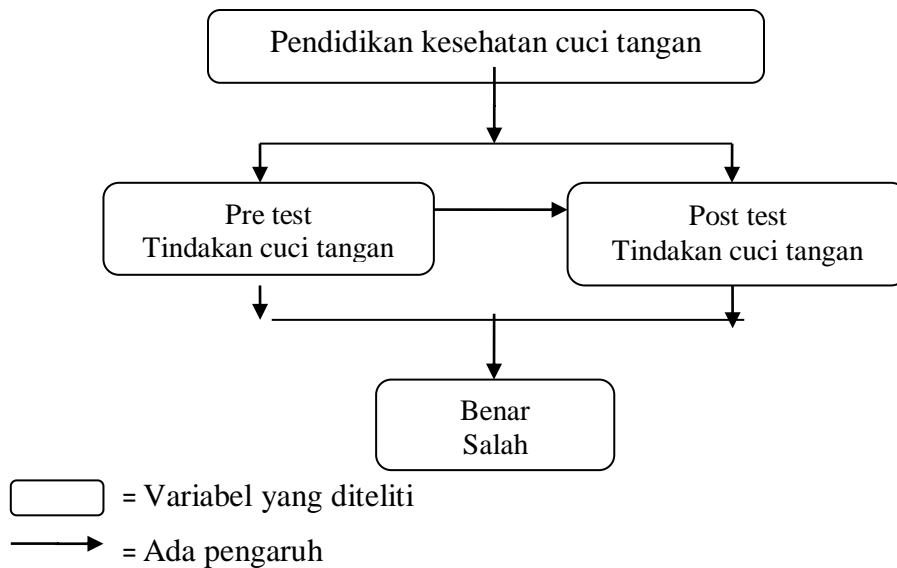 Pendidikan kesehatan cuci tangan
Pre test
Tindakan cuci tangan
Post test
Tindakan cuci tangan
Benar
Salah
= Variabel yang diteliti
= Ada pengaruh